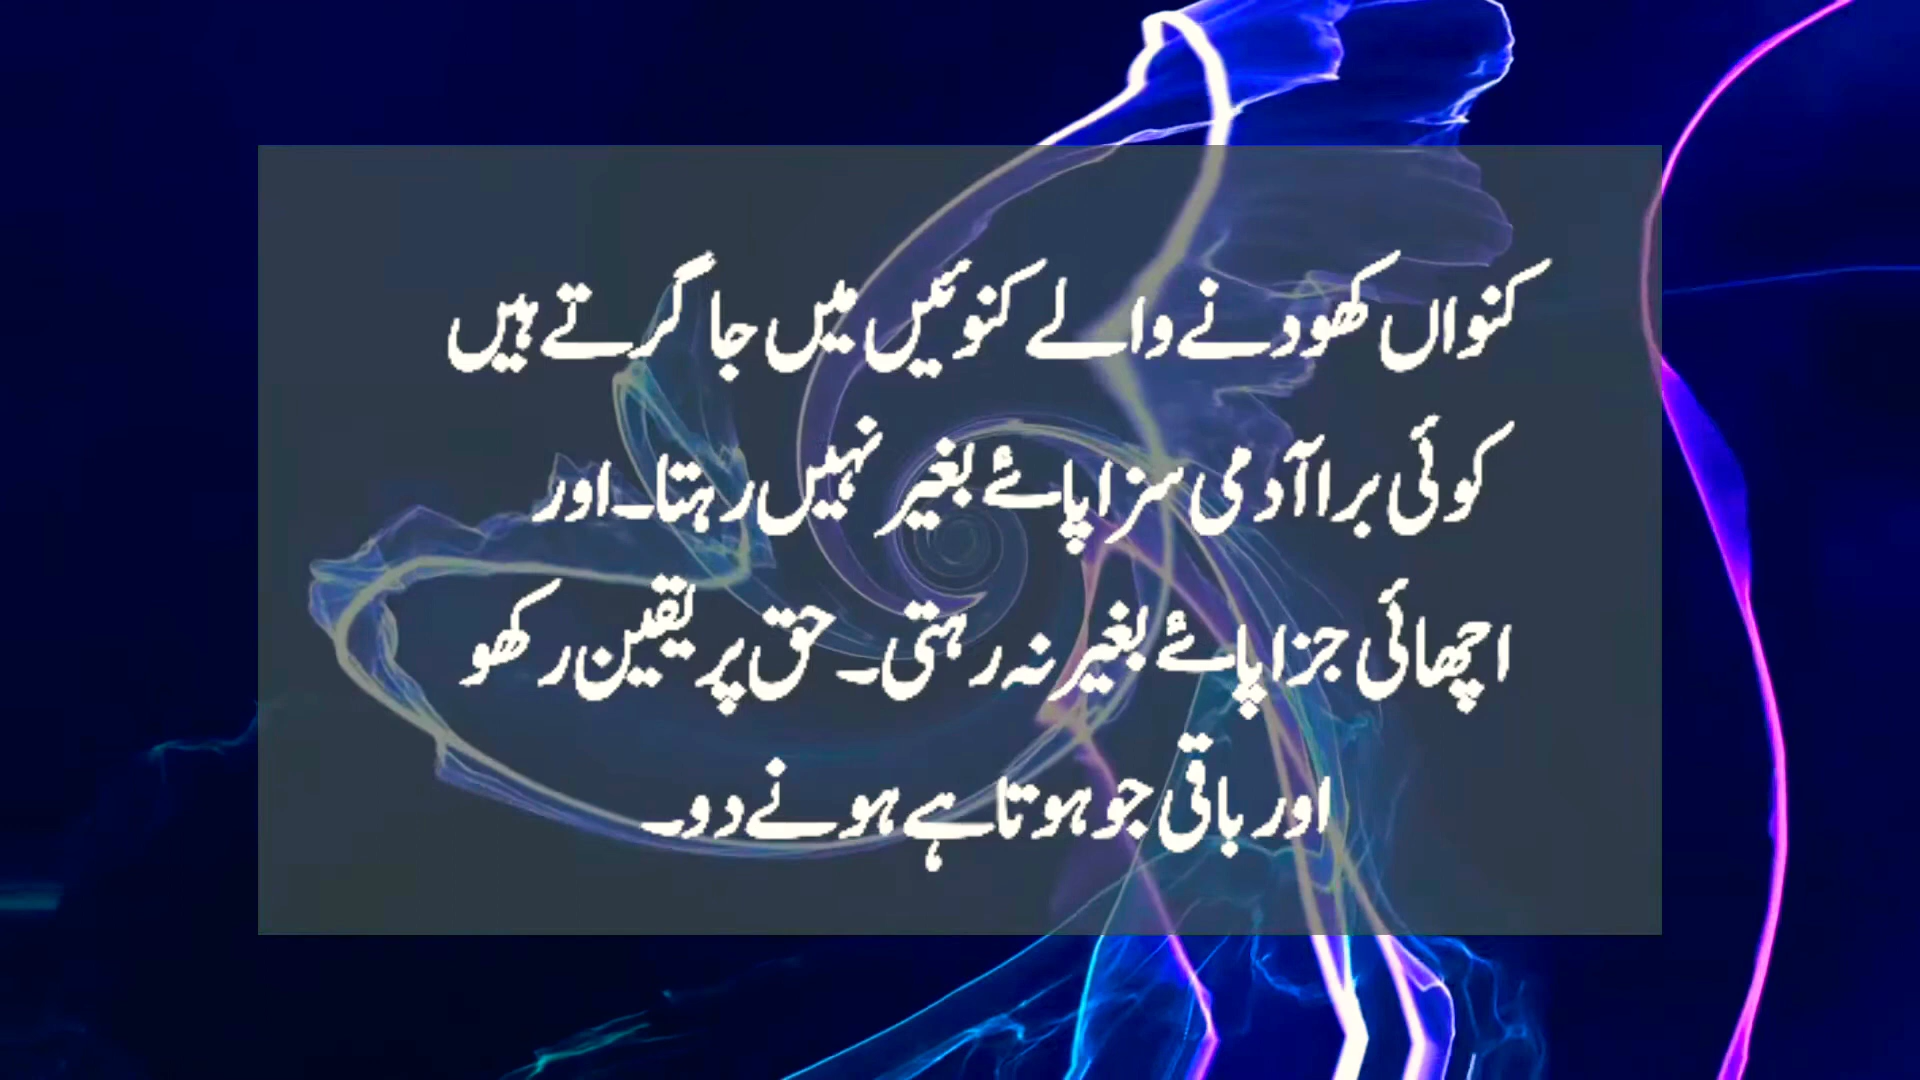 کنواں کھودنے والے کنوئیں میں جا گرتے ہیں
کوئی برا آدمی سزا پائے بغیر نہیں رہتا۔ اور
اچھائی جزا پائے بغیر نہ رہتی۔ حق پر یقین رکھو
اور باقی جو ہوتا ہے ہونے دو۔